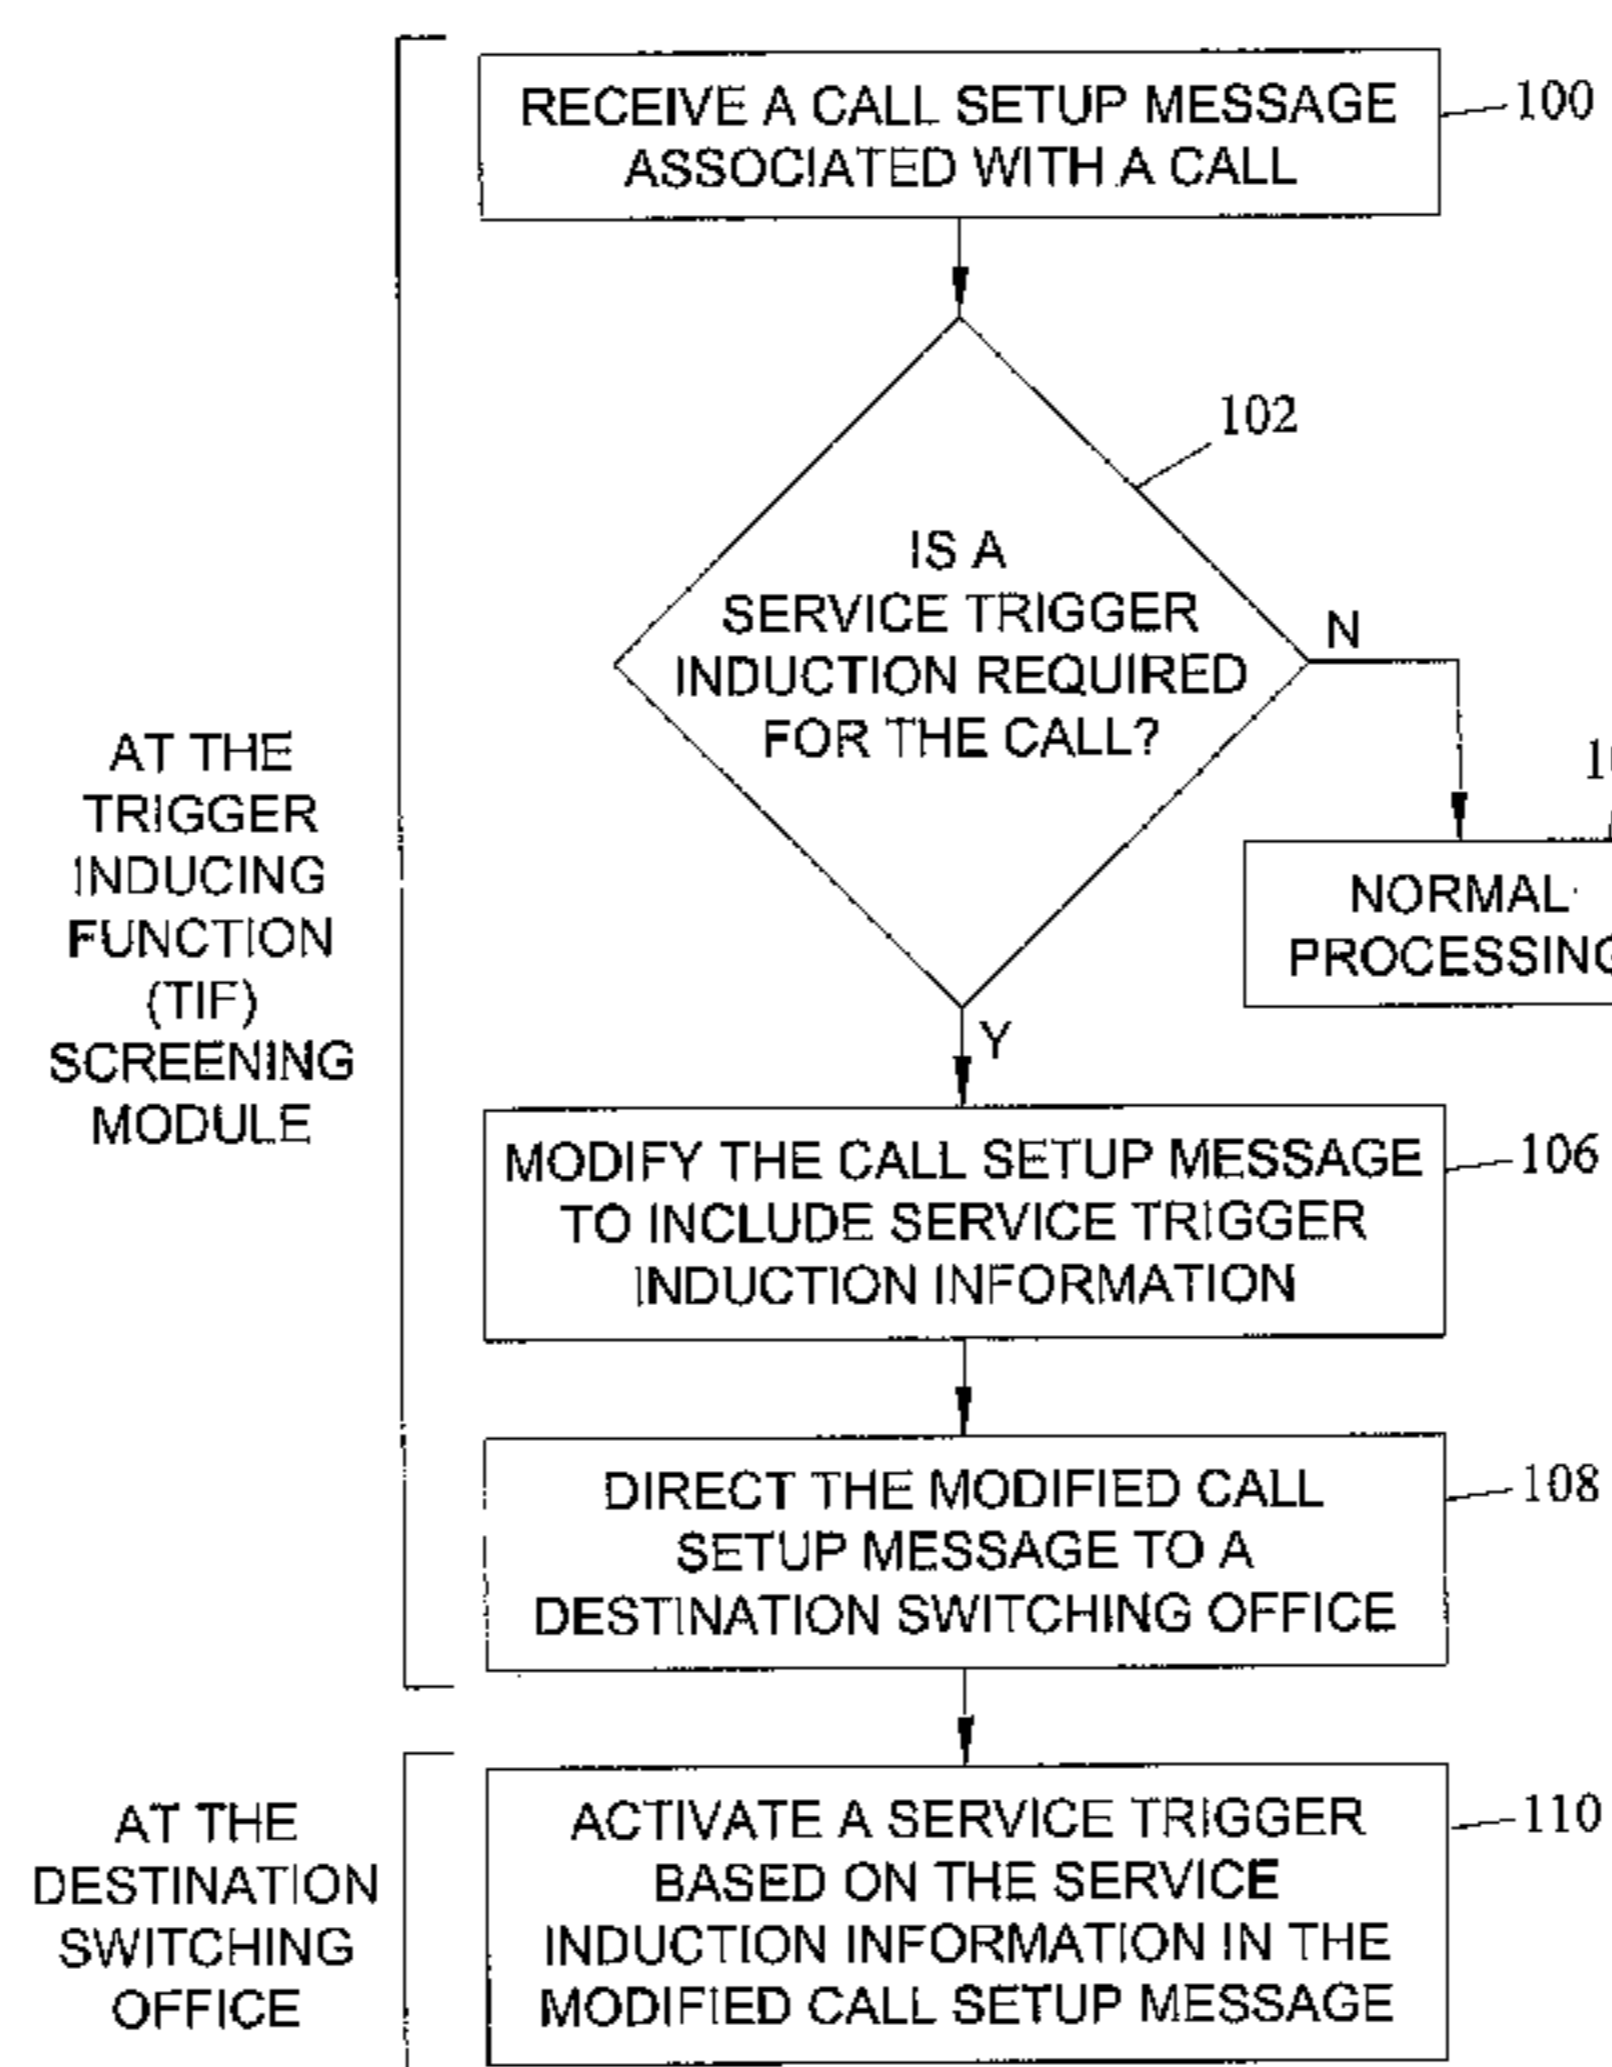 RECEIVE A CALL SETUP MESSAGE
ASSOCIATED WITH A CALL
100
102
IS A
SERVICE TRIGGER
INDUCTION REQUIRED
FOR THE CALL?
N
NORMAL
PROCESSING
Y
AT THE
TRIGGER
INDUCING
FUNCTION
(TIF)
SCREENING
MODULE
MODIFY THE CALL SETUP MESSAGE
TO INCLUDE SERVICE TRIGGER
INDUCTION INFORMATION
106
DIRECT THE MODIFIED CALL
SETUP MESSAGE TO A
DESTINATION SWITCHING OFFICE
108
AT THE
DESTINATION
SWITCHING
OFFICE
ACTIVATE A SERVICE TRIGGER
BASED ON THE SERVICE
INDUCTION INFORMATION IN THE
MODIFIED CALL SETUP MESSAGE
110